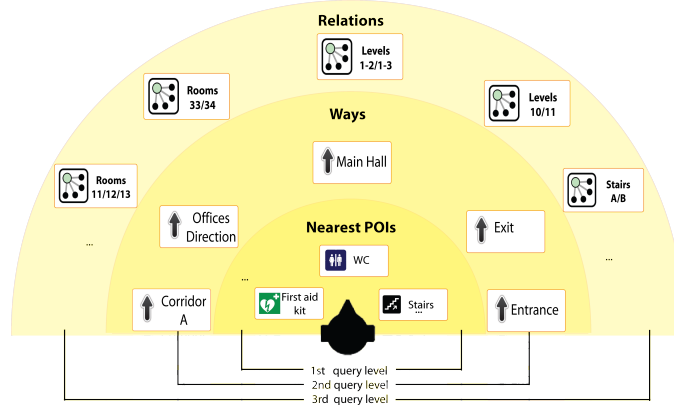 Relations
Levels
1-2/1-3
Rooms
33/34
Levels
10/11
Ways
Main Hall
Rooms
11/12/13
Stairs
A/B
Offices
Direction
Nearest POIs
Exit
...
WC
...
...
Corridor
A
First aid
kit
Stairs
...
Entrance
1st query level
2nd query level
3rd query level